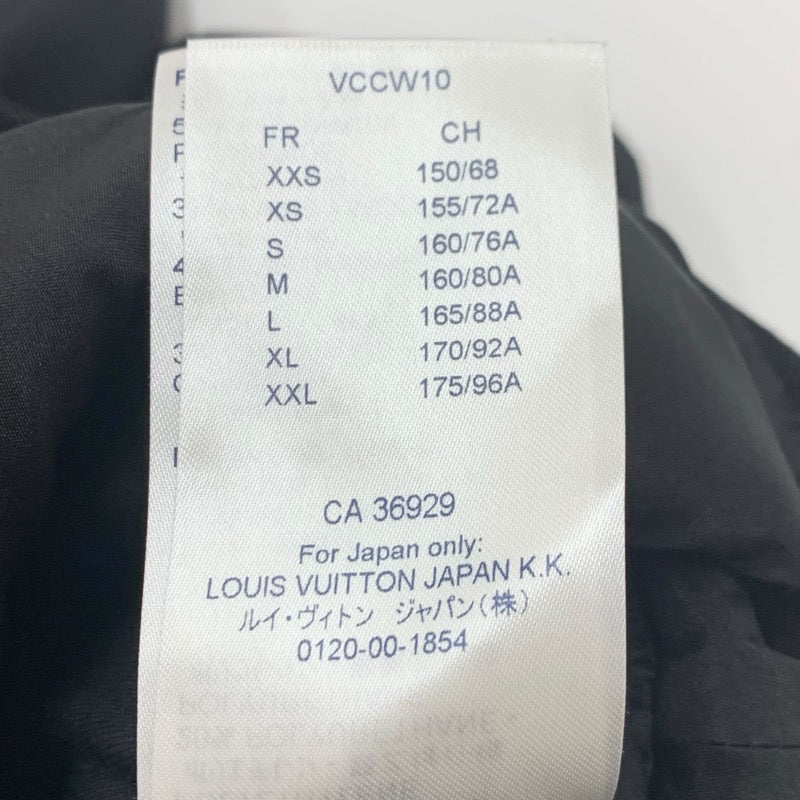 VCCW10
FR CH
XXS 150/68
XS 155/72A
S 160/76A
M 160/80A
L 165/88A
XL 170/92A
XXL 175/96A
CA 36929
For Japan only:
LOUIS VUITTON JAPAN K.K.
ルイ・ヴィトン ジャパン(株)
0120-00-1854